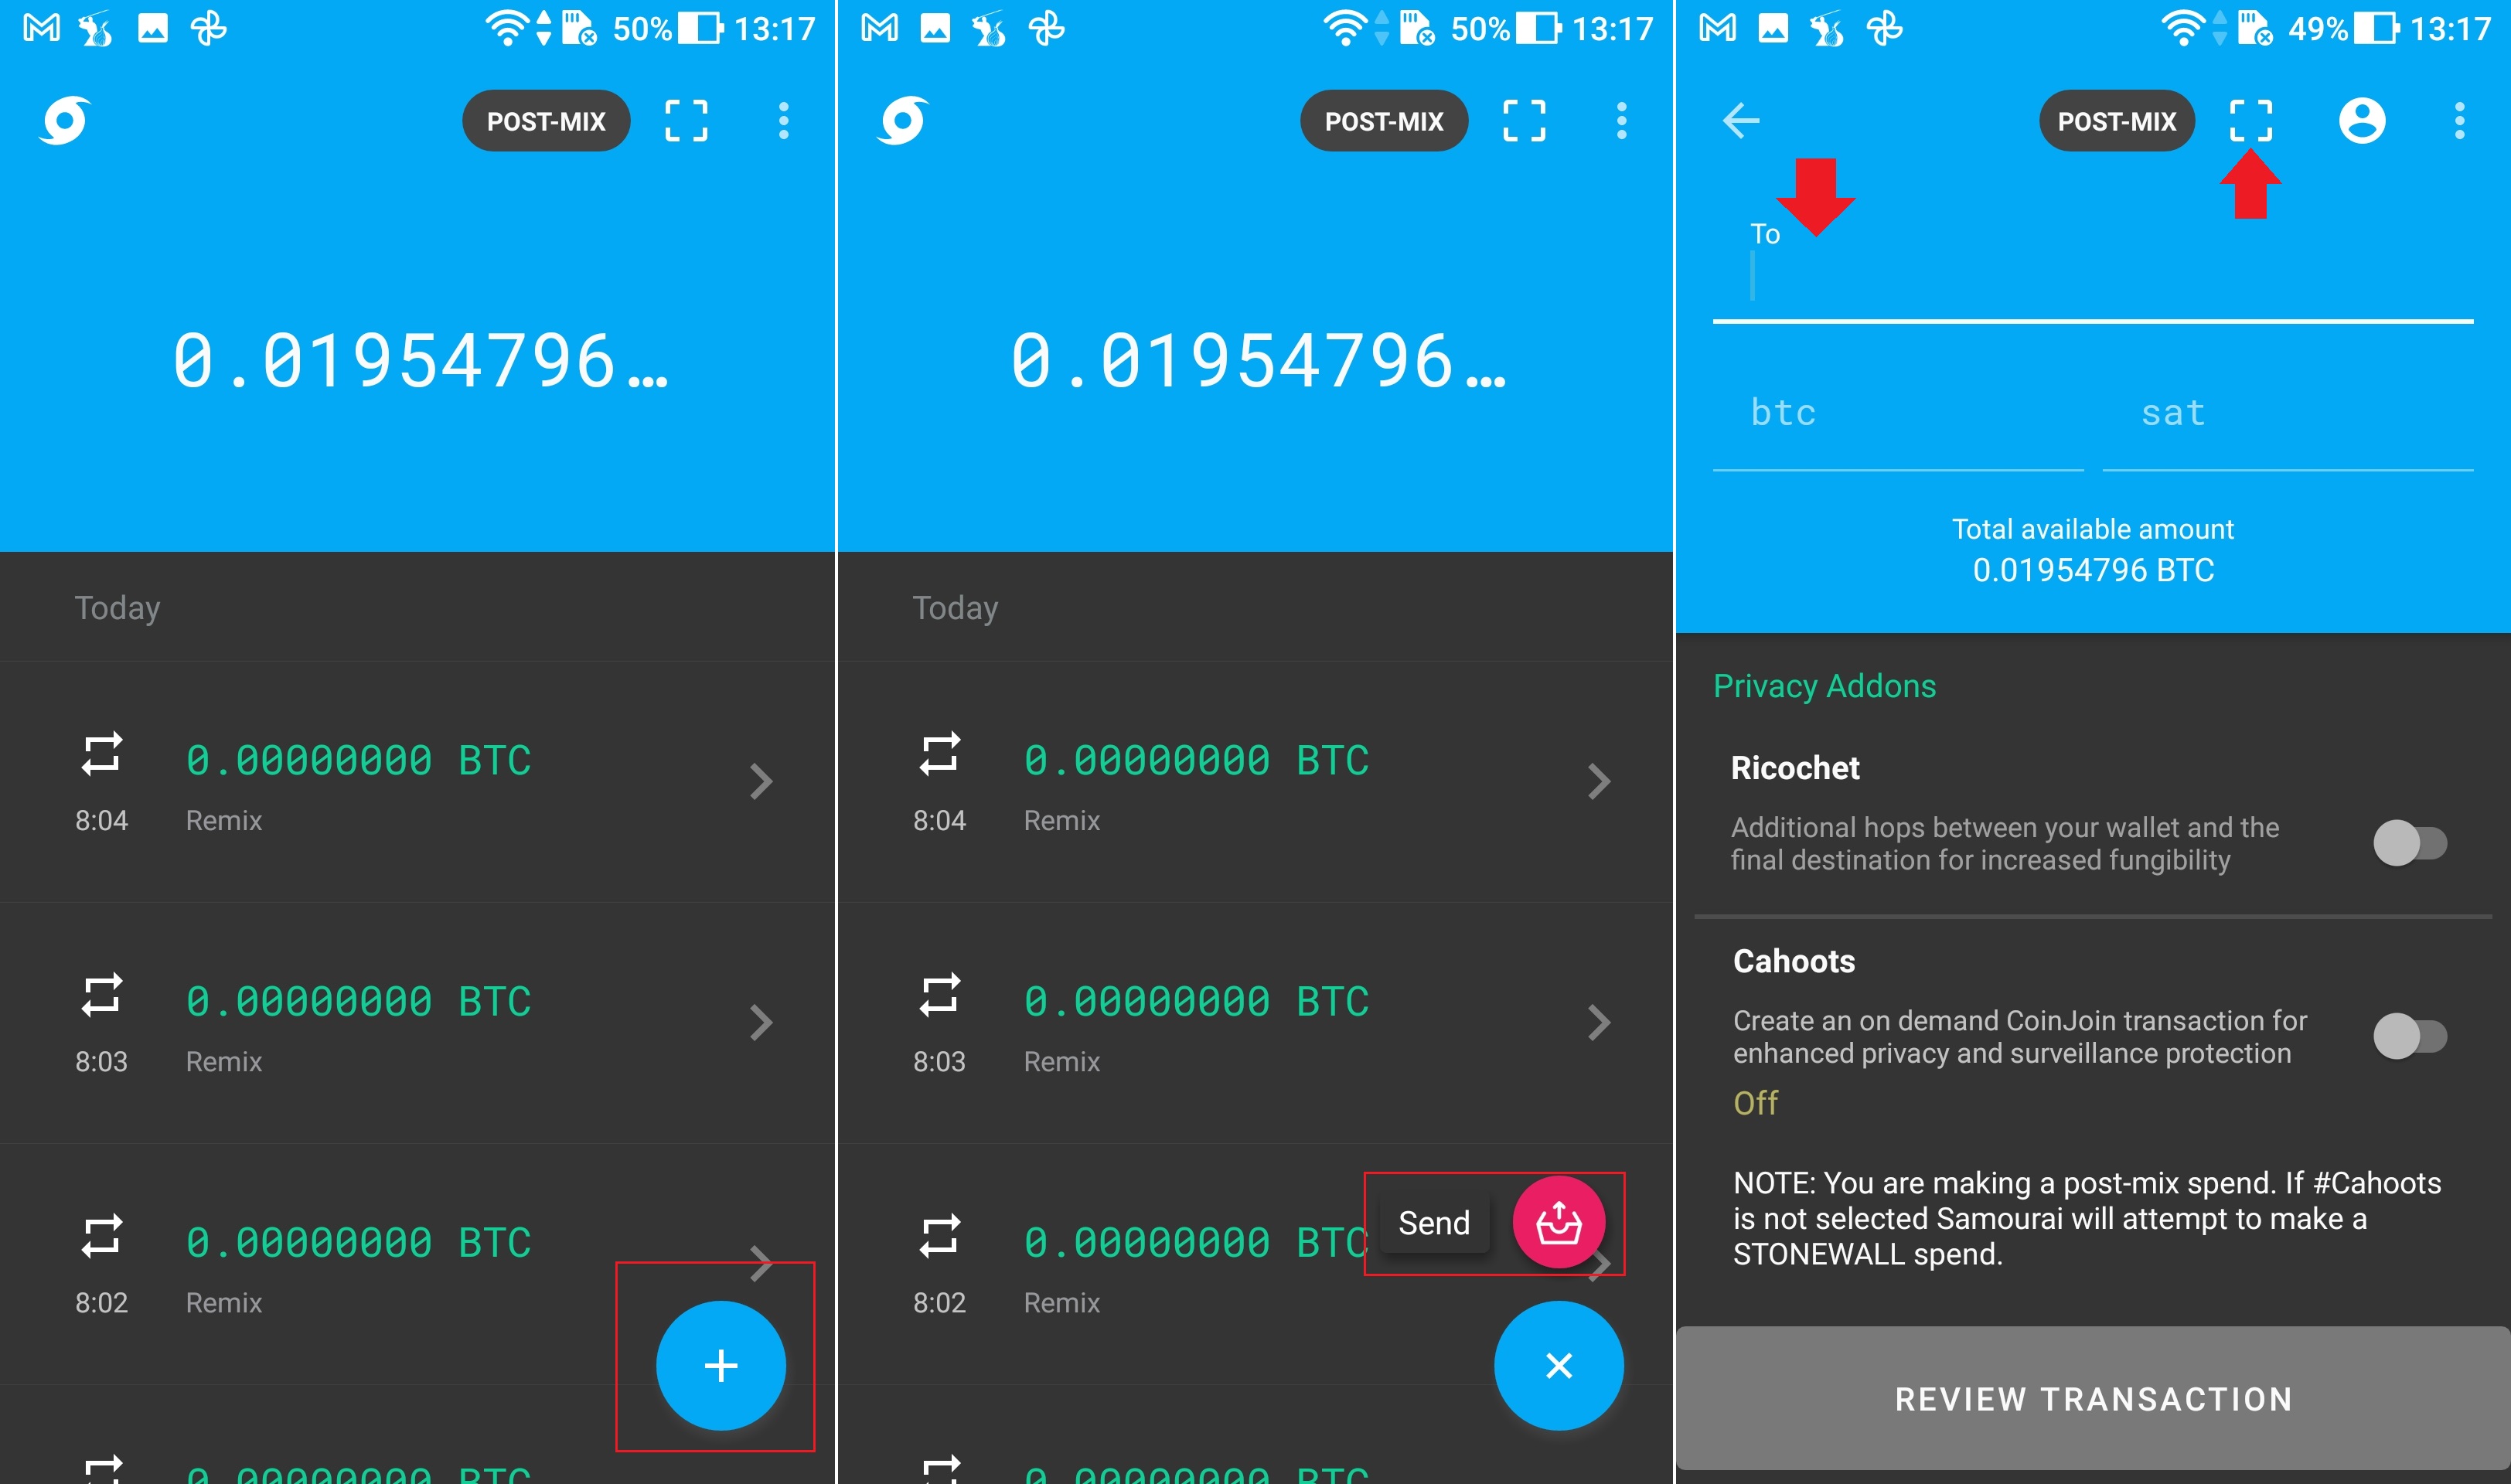 50% 13:17
POST-MIX
0.01954796…
Today
0.00000000 BTC
8:04 Remix
0.00000000 BTC
8:03 Remix
0.00000000 BTC
8:02 Remix
+
0.00000000 BTC
50% 13:17
POST-MIX
0.01954796…
Today
0.00000000 BTC
8:04 Remix
0.00000000 BTC
8:03 Remix
Send
0.00000000 BTC
8:02 Remix
0.00000000 BTC
49% 13:17
POST-MIX
To
btc sat
Total available amount
0.01954796 BTC
Privacy Addons
Ricochet
Additional hops between your wallet and the
final destination for increased fungibility
Cahoots
Create an on demand CoinJoin transaction for
enhanced privacy and surveillance protection
Off
NOTE: You are making a post-mix spend. If #Cahoots
is not selected Samourai will attempt to make a
STONEWALL spend.
REVIEW TRANSACTION